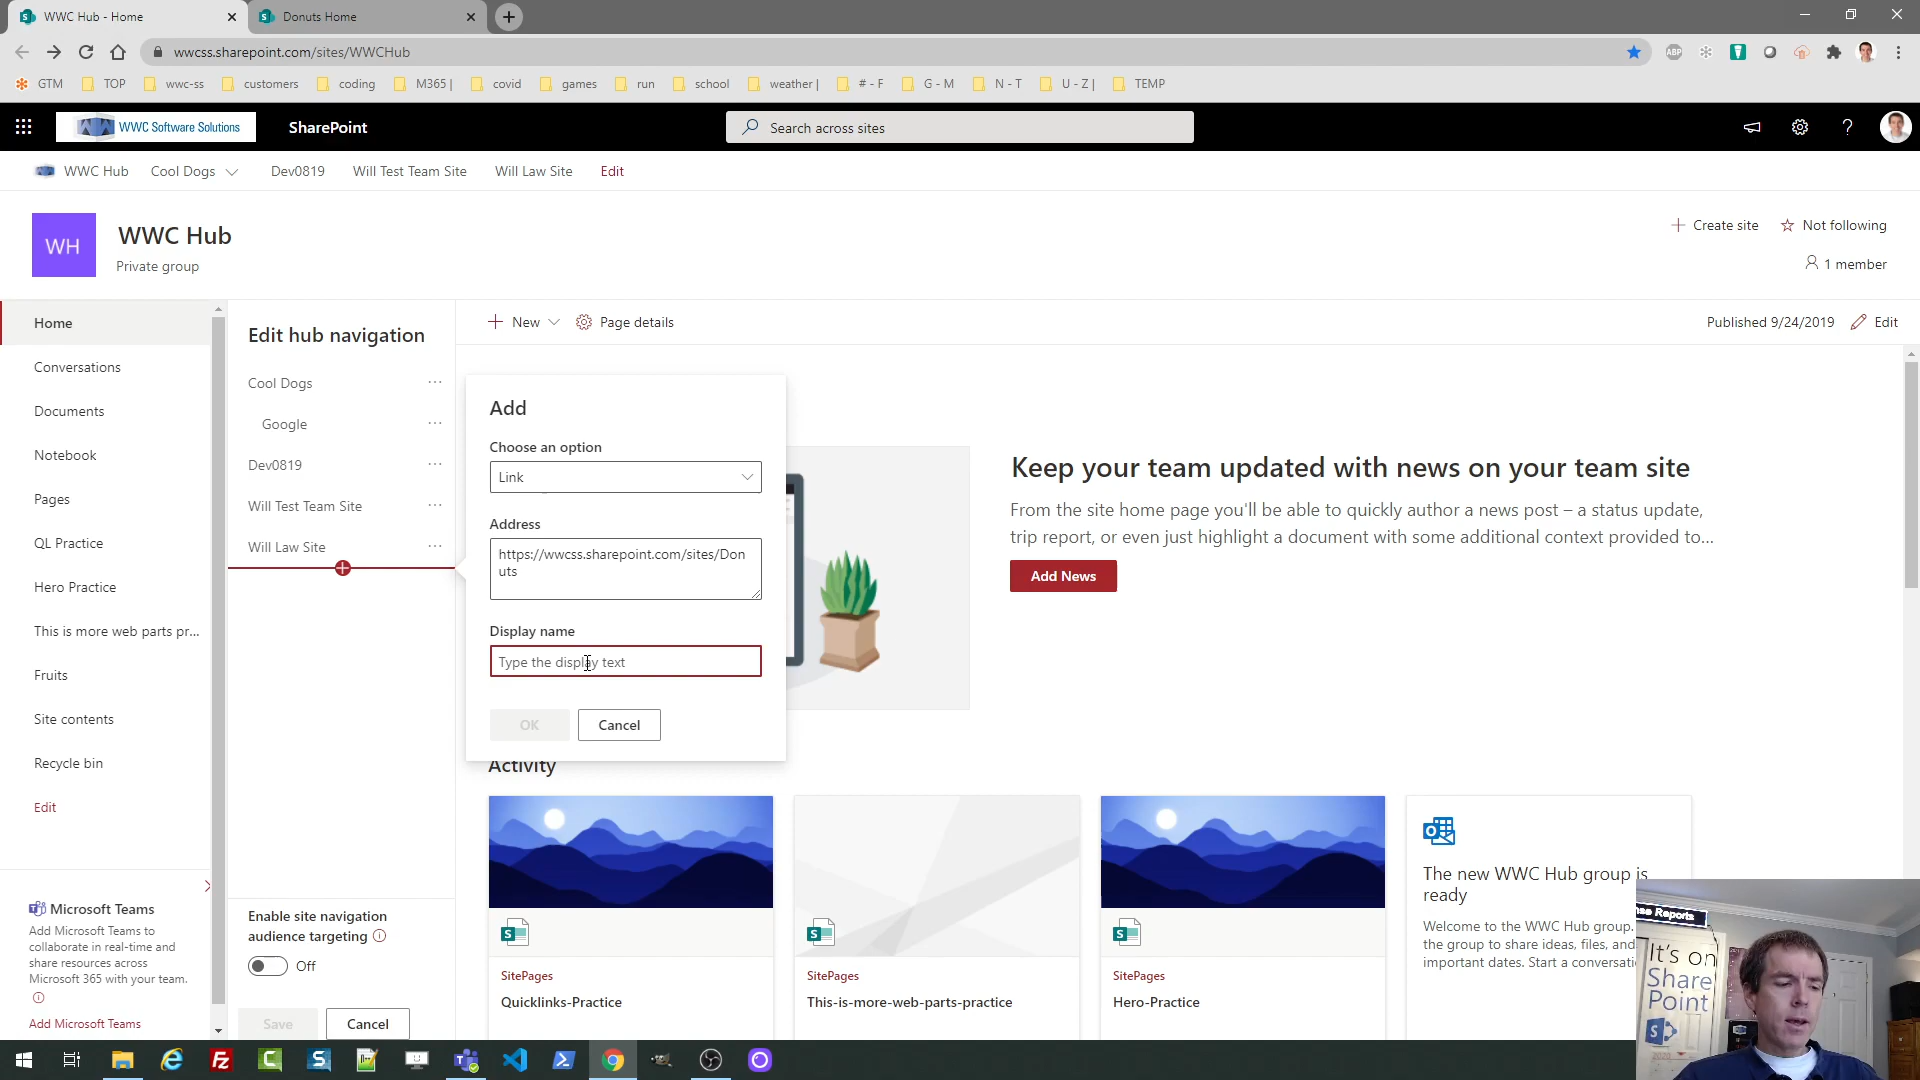 WWC Hub - Home
Donuts Home
wwcss.sharepoint.com/sites/WWCHub
GTM
TOP
wwc-ss
customers
coding
M365 |
covid
games
run
school
weather |
# - F
G - M
N - T
U - Z |
TEMP
WWC Software Solutions
SharePoint
Search across sites
WWC Hub
Cool Dogs
Dev0819
Will Test Team Site
Will Law Site
Edit
WH
WWC Hub
Private group
Create site
Not following
1 member
Home
Conversations
Documents
Notebook
Pages
QL Practice
Hero Practice
This is more web parts pr...
Fruits
Site contents
Recycle bin
Edit
Microsoft Teams
Add Microsoft Teams to
collaborate in real-time and
share resources across
Microsoft 365 with your team.
Add Microsoft Teams
Edit hub navigation
Cool Dogs
Google
Dev0819
Will Test Team Site
Will Law Site
Enable site navigation
audience targeting
Off
Save
Cancel
New
Page details
Published 9/24/2019
Edit
Add
Choose an option
Link
Address
https://wwcss.sharepoint.com/sites/Don
uts
Display name
Type the display text
OK
Cancel
Keep your team updated with news on your team site
From the site home page you'll be able to quickly author a news post – a status update,
trip report, or even just highlight a document with some additional context provided to...
Add News
Activity
SitePages
Quicklinks-Practice
SitePages
This-is-more-web-parts-practice
SitePages
Hero-Practice
The new WWC Hub group is
ready
Welcome to the WWC Hub group.
the group to share ideas, files, and
important dates. Start a conversati
Reports
It's on
Share
Point